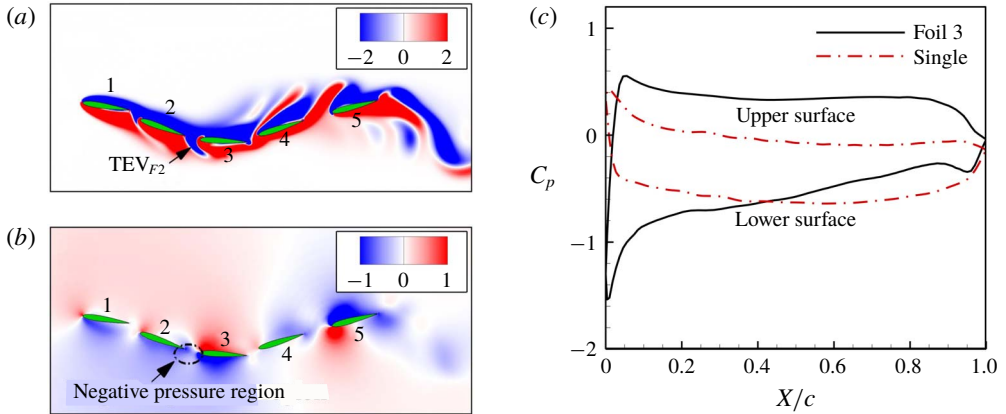 (a)
−2 0 2
1
2
3
4
5
TEV_F2
(b)
−1 0 1
1
2
3
4
5
Negative pressure region
(c)
Foil 3
Single
Upper surface
Lower surface
C_p
1
0
−1
−2
0 0.2 0.4 0.6 0.8 1.0
X/c